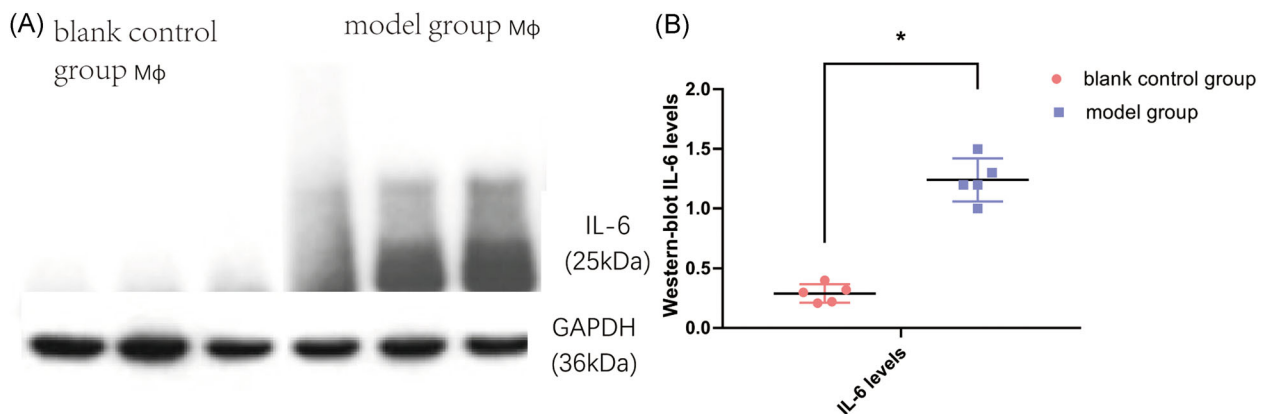 (A)
blank control
group Mφ
model group Mφ
IL-6
(25kDa)
GAPDH
(36kDa)
(B)
*
blank control group
model group
Western-blot IL-6 levels
2.0
1.5
1.0
0.5
0.0
IL-6 levels